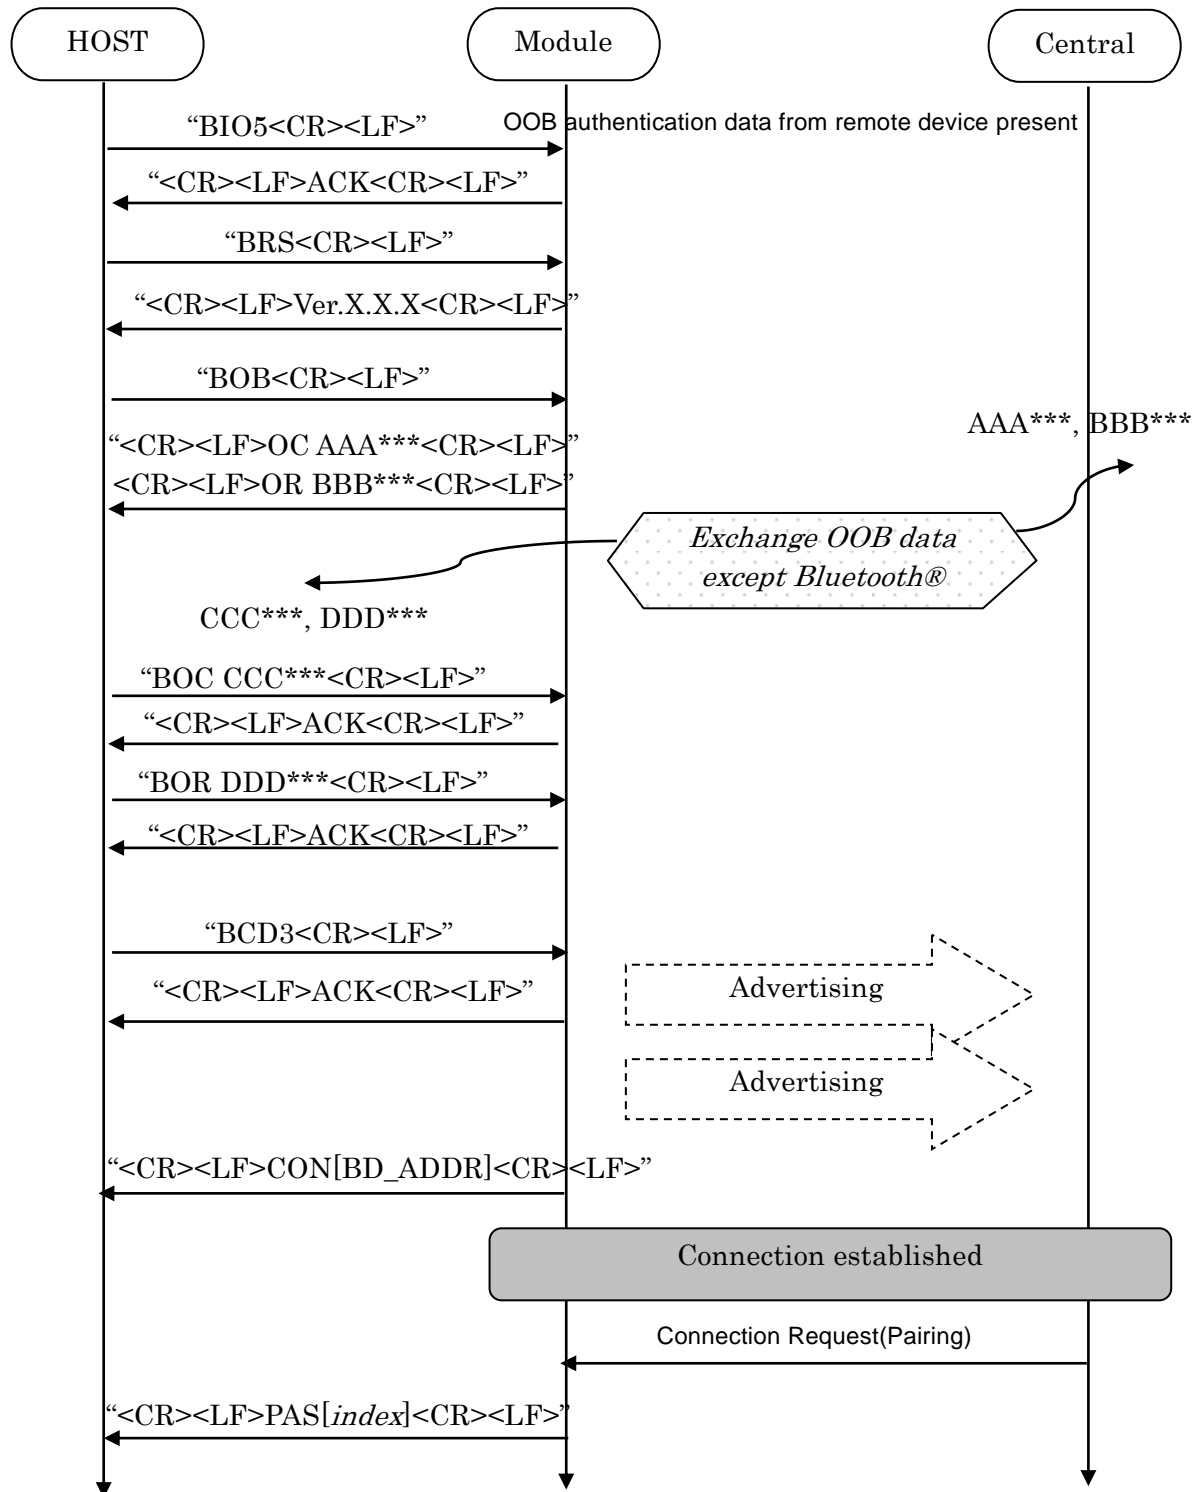 HOST
Module
Central
“BIO5<CR><LF>”
OOB authentication data from remote device present
“<CR><LF>ACK<CR><LF>”
“BRS<CR><LF>”
“<CR><LF>Ver.X.X.X<CR><LF>”
“BOB<CR><LF>”
AAA***, BBB***
“<CR><LF>OC AAA***<CR><LF>”
<CR><LF>OR BBB***<CR><LF>”
Exchange OOB data
except Bluetooth®
CCC***, DDD***
“BOC CCC***<CR><LF>”
“<CR><LF>ACK<CR><LF>”
“BOR DDD***<CR><LF>”
“<CR><LF>ACK<CR><LF>”
“BCD3<CR><LF>”
“<CR><LF>ACK<CR><LF>”
Advertising
Advertising
“<CR><LF>CON[BD_ADDR]<CR><LF>”
Connection established
Connection Request(Pairing)
“<CR><LF>PAS[index]<CR><LF>”